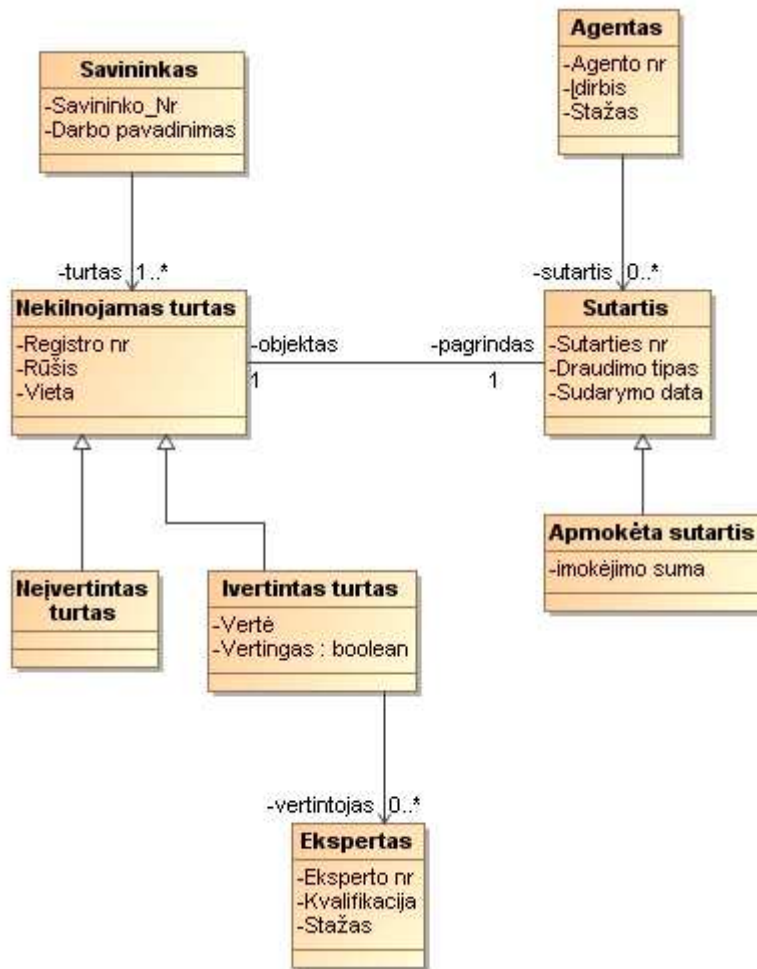 Savininkas
-Savininko_Nr
-Darbo pavadinimas
Agentas
-Agento nr
-Įdirbis
-Stažas
-turtas 1..*
-sutartis 0..*
Nekilnojamas turtas
-Registro nr
-Rūšis
-Vieta
-objektas
1
-pagrindas
1
Sutartis
-Sutarties nr
-Draudimo tipas
-Sudarymo data
Neįvertintas
turtas
Ivertintas turtas
-Vertė
-Vertingas : boolean
Apmokėta sutartis
-imokėjimo suma
-vertintojas 0..*
Ekspertas
-Eksperto nr
-Kvalifikacija
-Stažas